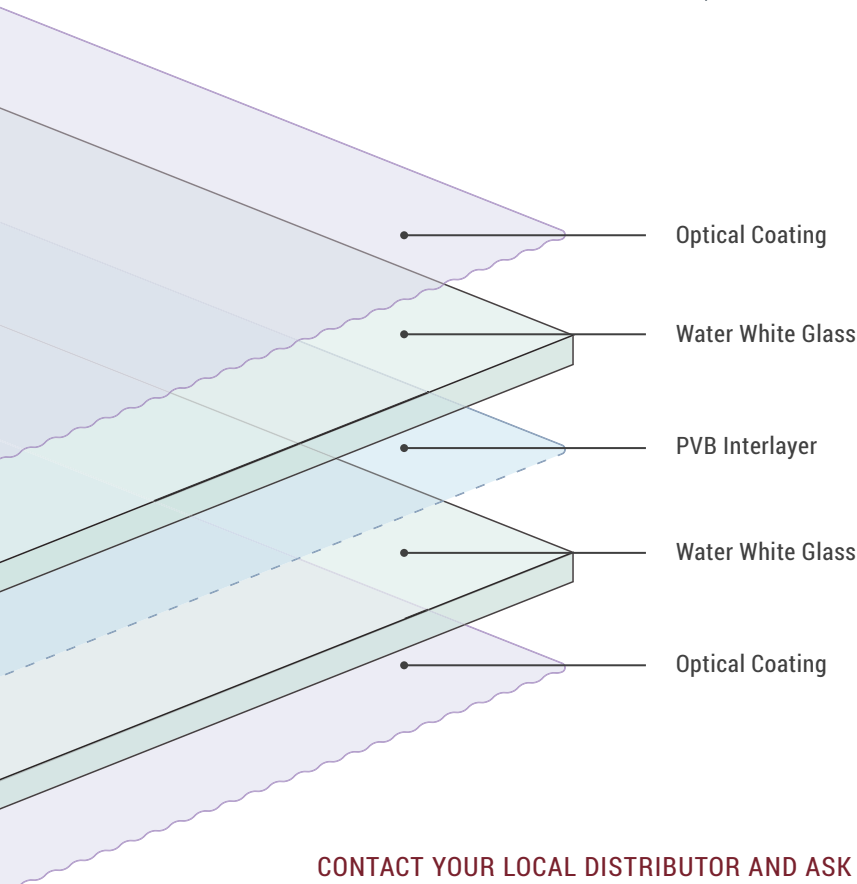 Optical Coating
Water White Glass
PVB Interlayer
Water White Glass
Optical Coating
CONTACT YOUR LOCAL DISTRIBUTOR AND ASK